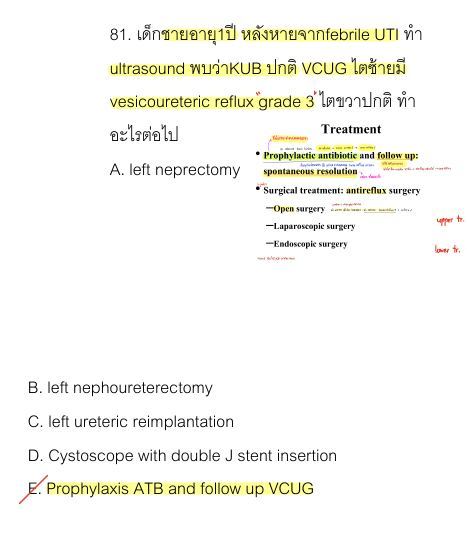 81. เด็กชายอายุ1ปี หลังหายจากfebrile UTI ทำ
ultrasound พบว่าKUB ปกติ VCUG ไตซ้ายมี
vesicoureteric reflux grade 3 ไตขวาปกติ ทำ
อะไรต่อไป
A. left neprectomy
Treatment
• Prophylactic antibiotic and follow up:
spontaneous resolution
• Surgical treatment: antireflux surgery
–Open surgery
–Laparoscopic surgery
–Endoscopic surgery
upper tr.
lower tr.
B. left nephoureterectomy
C. left ureteric reimplantation
D. Cystoscope with double J stent insertion
E. Prophylaxis ATB and follow up VCUG